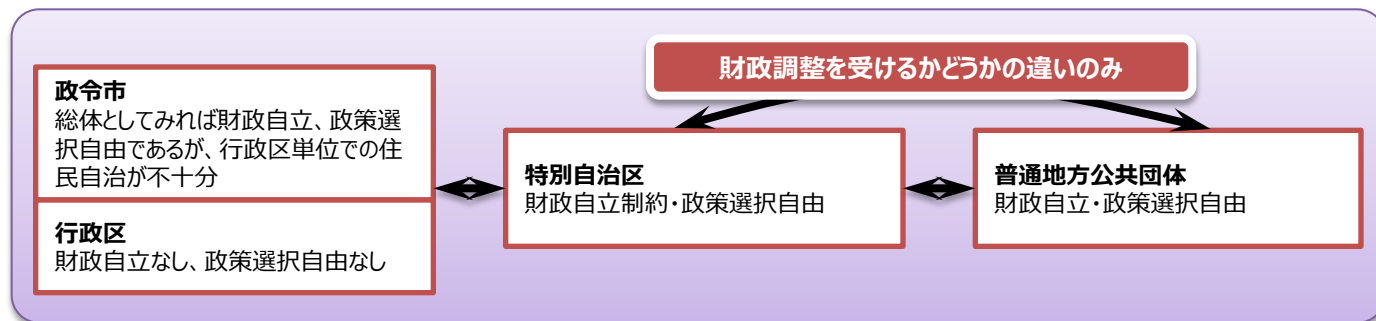 財政調整を受けるかどうかの違いのみ
政令市
総体としてみれば財政自立、政策選
択自由であるが、行政区単位での住
民自治が不十分
行政区
財政自立なし、政策選択自由なし
特別自治区
財政自立制約・政策選択自由
普通地方公共団体
財政自立・政策選択自由